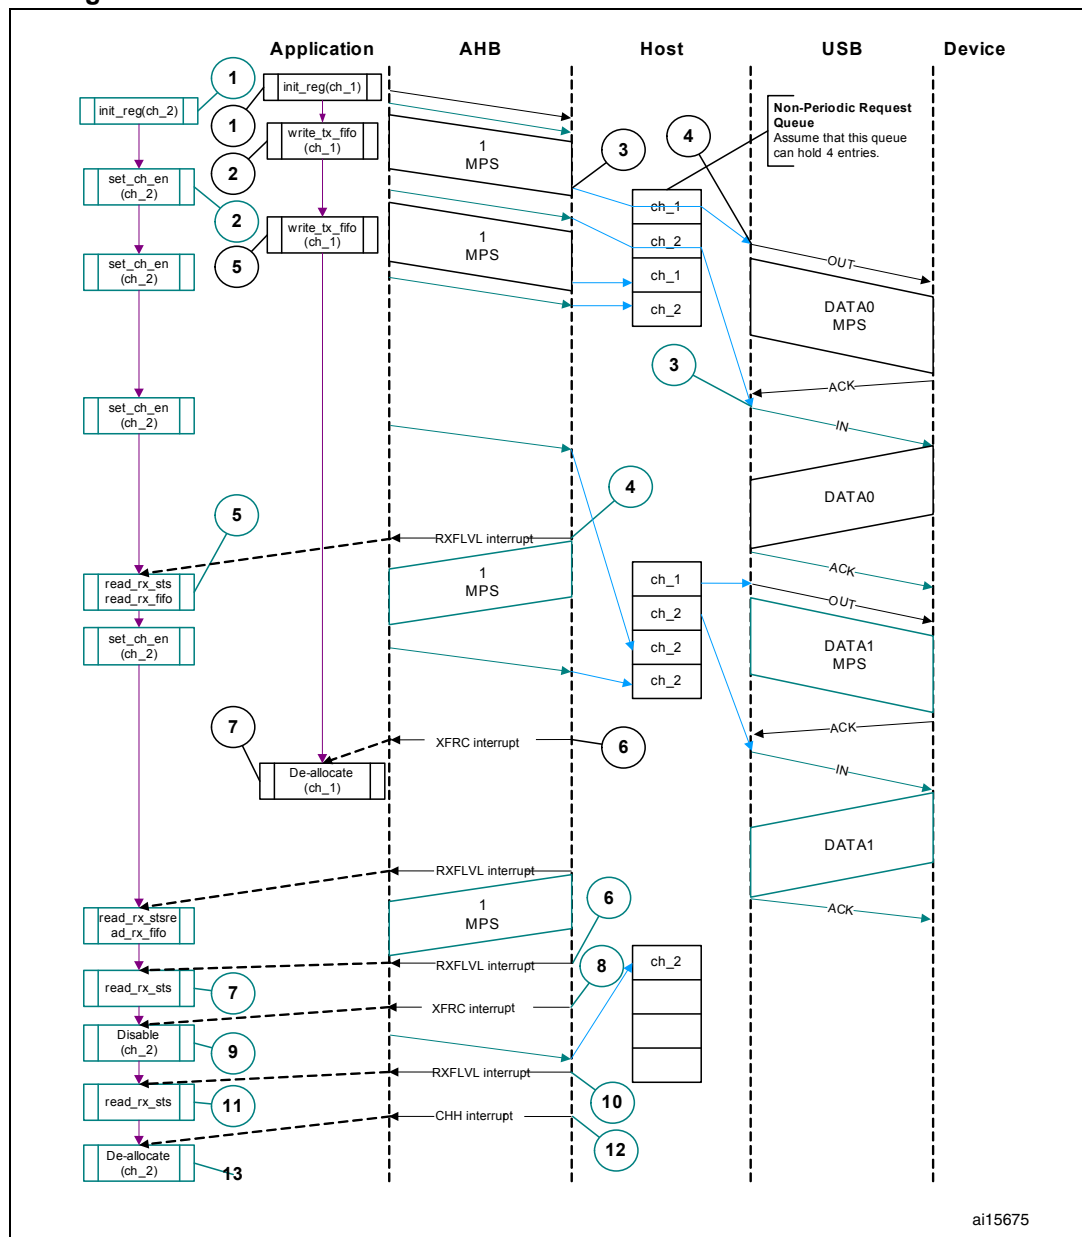 Application AHB Host USB Device
1
init_reg(ch_2)
init_reg(ch_1)
1
write_tx_fifo
(ch_1)
2
1
MPS
3
4
Non-Periodic Request
Queue
Assume that this queue
can hold 4 entries.
set_ch_en
(ch_2)
2
write_tx_fifo
(ch_1)
5
1
MPS
ch_1
ch_2
ch_1
ch_2
OUT
set_ch_en
(ch_2)
DATA0
MPS
3
ACK
set_ch_en
(ch_2)
IN
DATA0
5
4
RXFLVL interrupt
read_rx_sts
read_rx_fifo
1
MPS
ch_1
ch_2
ch_2
ch_2
ACK
OUT
set_ch_en
(ch_2)
DATA1
MPS
7
XFRC interrupt
6
ACK
De-allocate
(ch_1)
IN
DATA1
RXFLVL interrupt
read_rx_stsre
ad_rx_fifo
1
MPS
6
ACK
RXFLVL interrupt
8
ch_2
read_rx_sts
7
XFRC interrupt
Disable
(ch_2)
9
RXFLVL interrupt
10
read_rx_sts
11
CHH interrupt
12
De-allocate
(ch_2)
13
ai15675